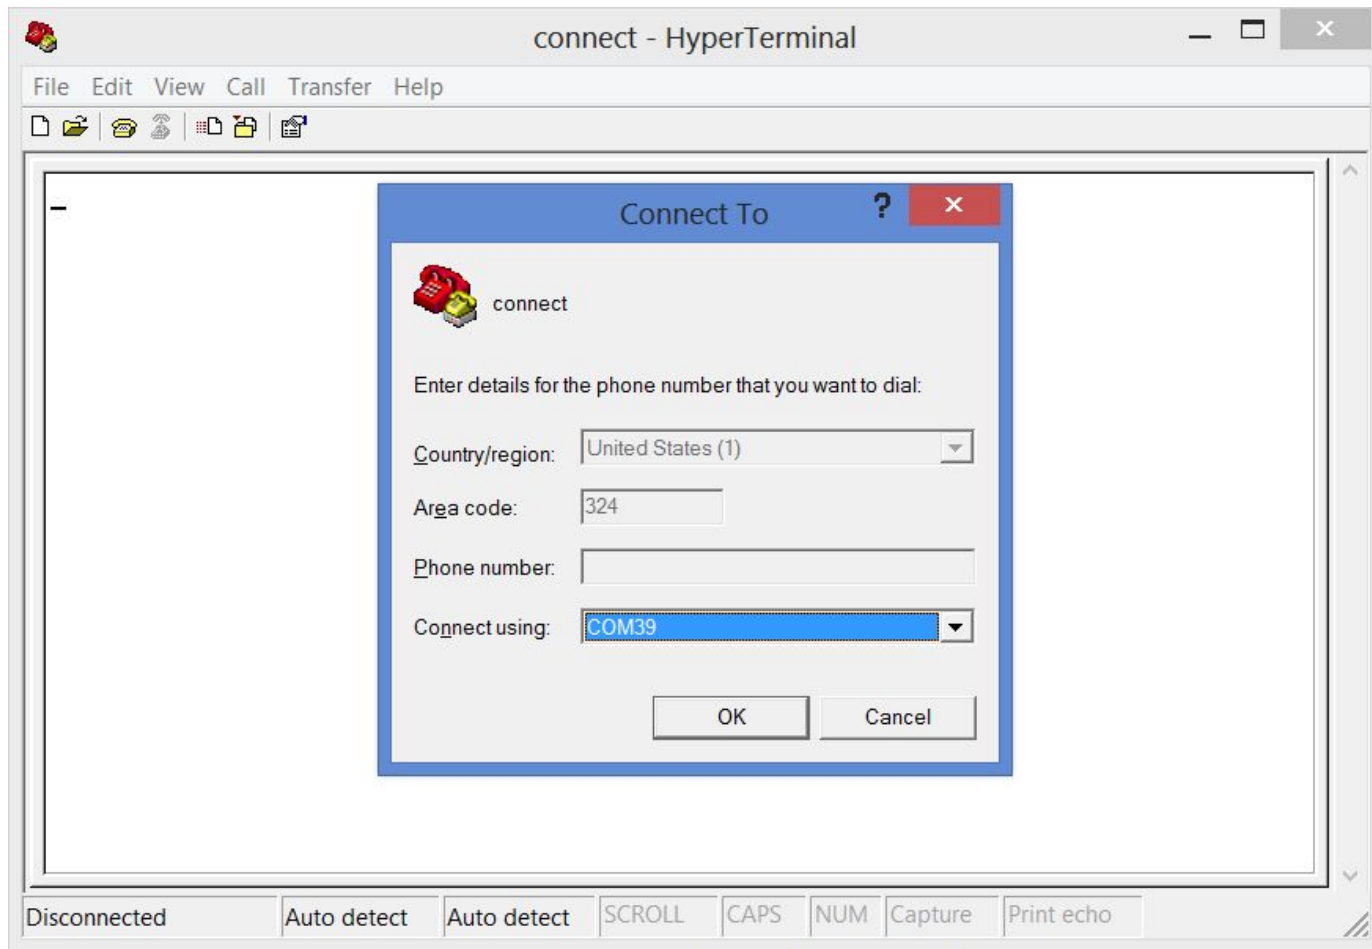 connect - HyperTerminal
File Edit View Call Transfer Help
Connect To ?
connect
Enter details for the phone number that you want to dial:
Country/region: United States (1)
Area code: 324
Phone number:
Connect using: COM39
OK Cancel
Disconnected Auto detect Auto detect SCROLL CAPS NUM Capture Print echo